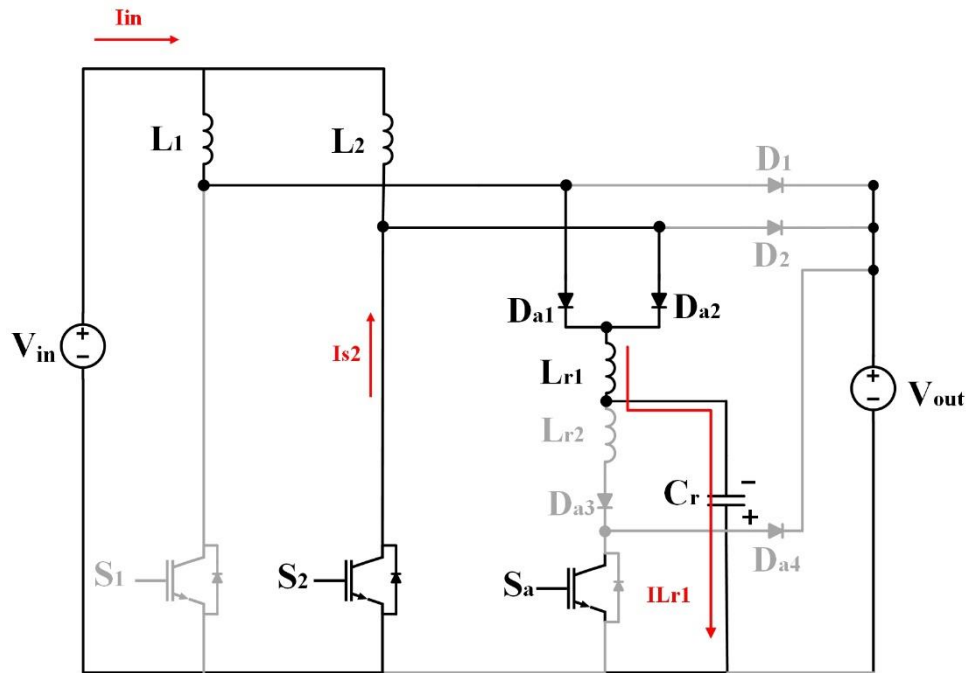 Iin
L1
L2
D1
D2
Da1
Da2
Vin
+
−
Is2
Lr1
+
−
Vout
Lr2
Da3
Cr
−
+
Da4
S1
S2
Sa
ILr1